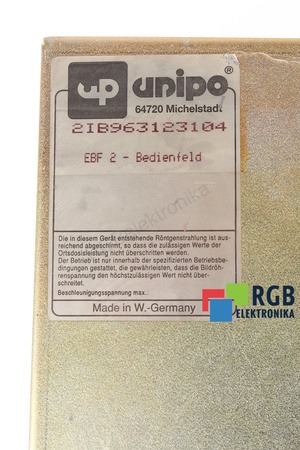 up unipo®
64720 Michelstadt
2IB963123104
EBF 2 - Bedienfeld
Die in diesem Gerät entstehende Röntgenstrahlung ist aus-
reichend abgeschirmt, so dass die zulässigen Werte der
Ortsdosisleistung nicht überschritten werden.
Der Betrieb ist nur innerhalb der spezifizierten Betriebsbe-
dingungen gestattet, die gewährleisten, dass die Bildröh-
renspannung den höchstzulässigen Wert nicht über-
schreitet.
Beschleunigungsspannung max.:
Made in W.-Germany
RGB
ELEKTRONIKA